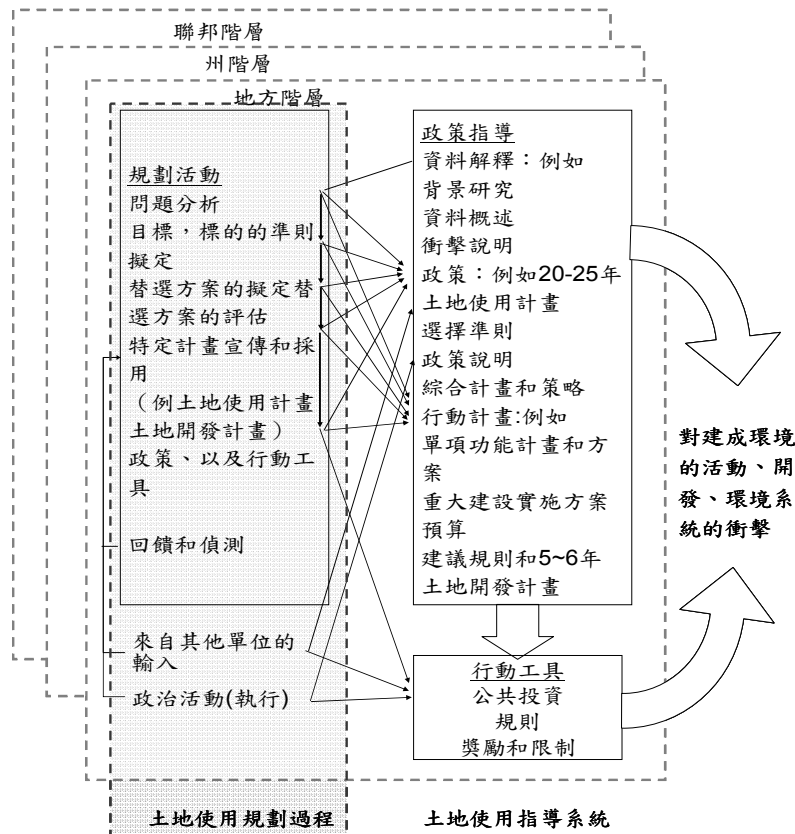 聯邦階層
州階層
地方階層
規劃活動
問題分析
目標，標的的準則
擬定
替選方案的擬定替
選方案的評估
特定計畫宣傳和採
用
（例土地使用計畫
土地開發計畫）
政策、以及行動工
具
回饋和偵測
來自其他單位的
輸入
政治活動(執行)
政策指導
資料解釋：例如
背景研究
資料概述
衝擊說明
政策：例如20-25年
土地使用計畫
選擇準則
政策說明
綜合計畫和策略
行動計畫:例如
單項功能計畫和方
案
重大建設實施方案
預算
建議規則和5~6年
土地開發計畫
行動工具
公共投資
規則
獎勵和限制
對建成環境
的活動、開
發、環境系
統的衝擊
土地使用規劃過程
土地使用指導系統